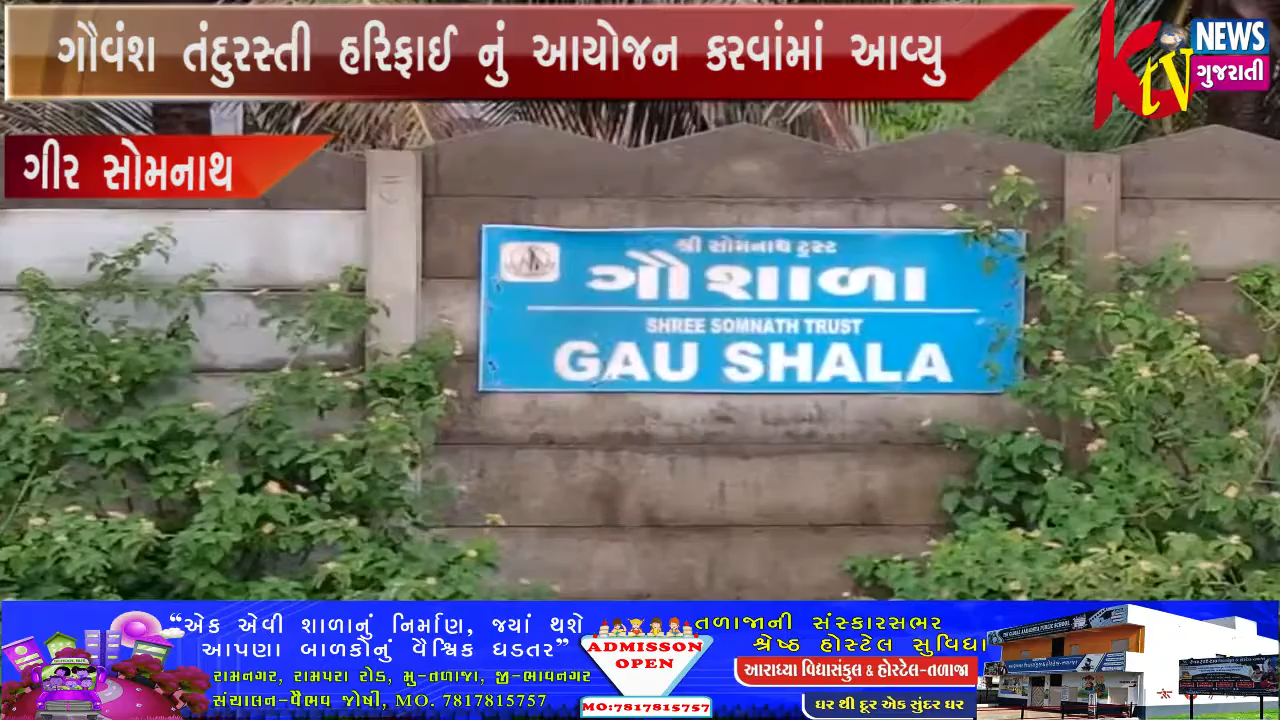 ગૌવંશ તંદુરસ્તી હરિફાઈ નું આયોજન કરવાંમાં આવ્યુ
Ktv NEWS ગુજરાતી
ગીર સોમનાથ
શ્રી સોમનાથ ટ્રસ્ટ
ગૌશાળા
SHREE SOMNATH TRUST
GAU SHALA
“એક એવી શાળાનું નિર્માણ, જ્યાં થશે
આપણા બાળકોનું વૈશ્વિક ઘડતર”
રામનગર, રામપરા રોડ, મુ-તળાજા, જી-ભાવનગર
સંચાલન-વૈભવ જોષી, MO. 7817815757
ADMISSON
OPEN
MO:7817815757
તળાજાની સંસ્કારસભર
શ્રેષ્ઠ હોસ્ટેલ સુવિધા
આરાધ્યા વિદ્યાસંકુલ & હોસ્ટેલ-તળાજા
ઘર થી દૂર એક સુંદર ઘર